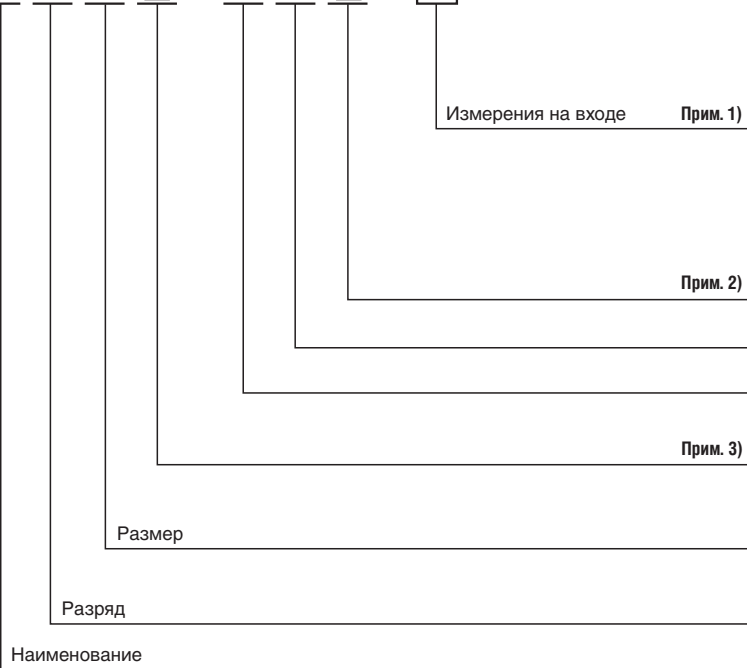 Измерения на входе Прим. 1)
Прим. 2)
Прим. 3)
Размер
Разряд
Наименование